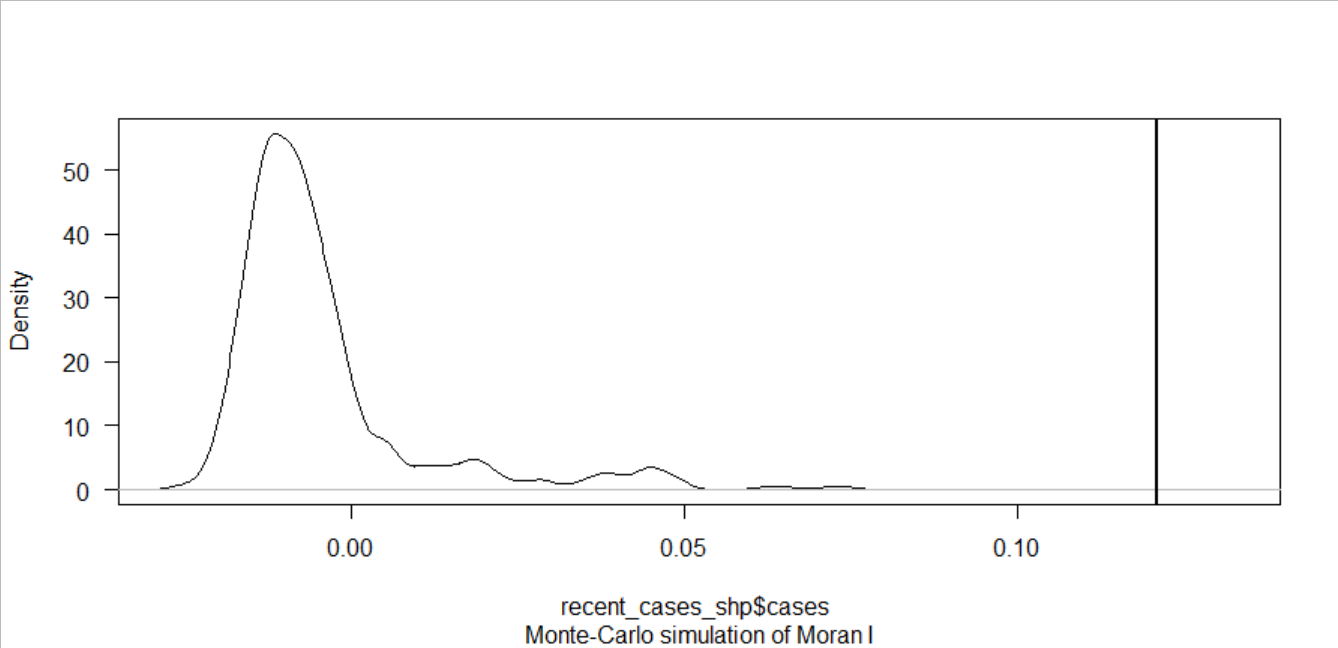 Density
50
40
30
20
10
0
0.00 0.05 0.10
recent_cases_shp$cases
Monte-Carlo simulation of Moran I